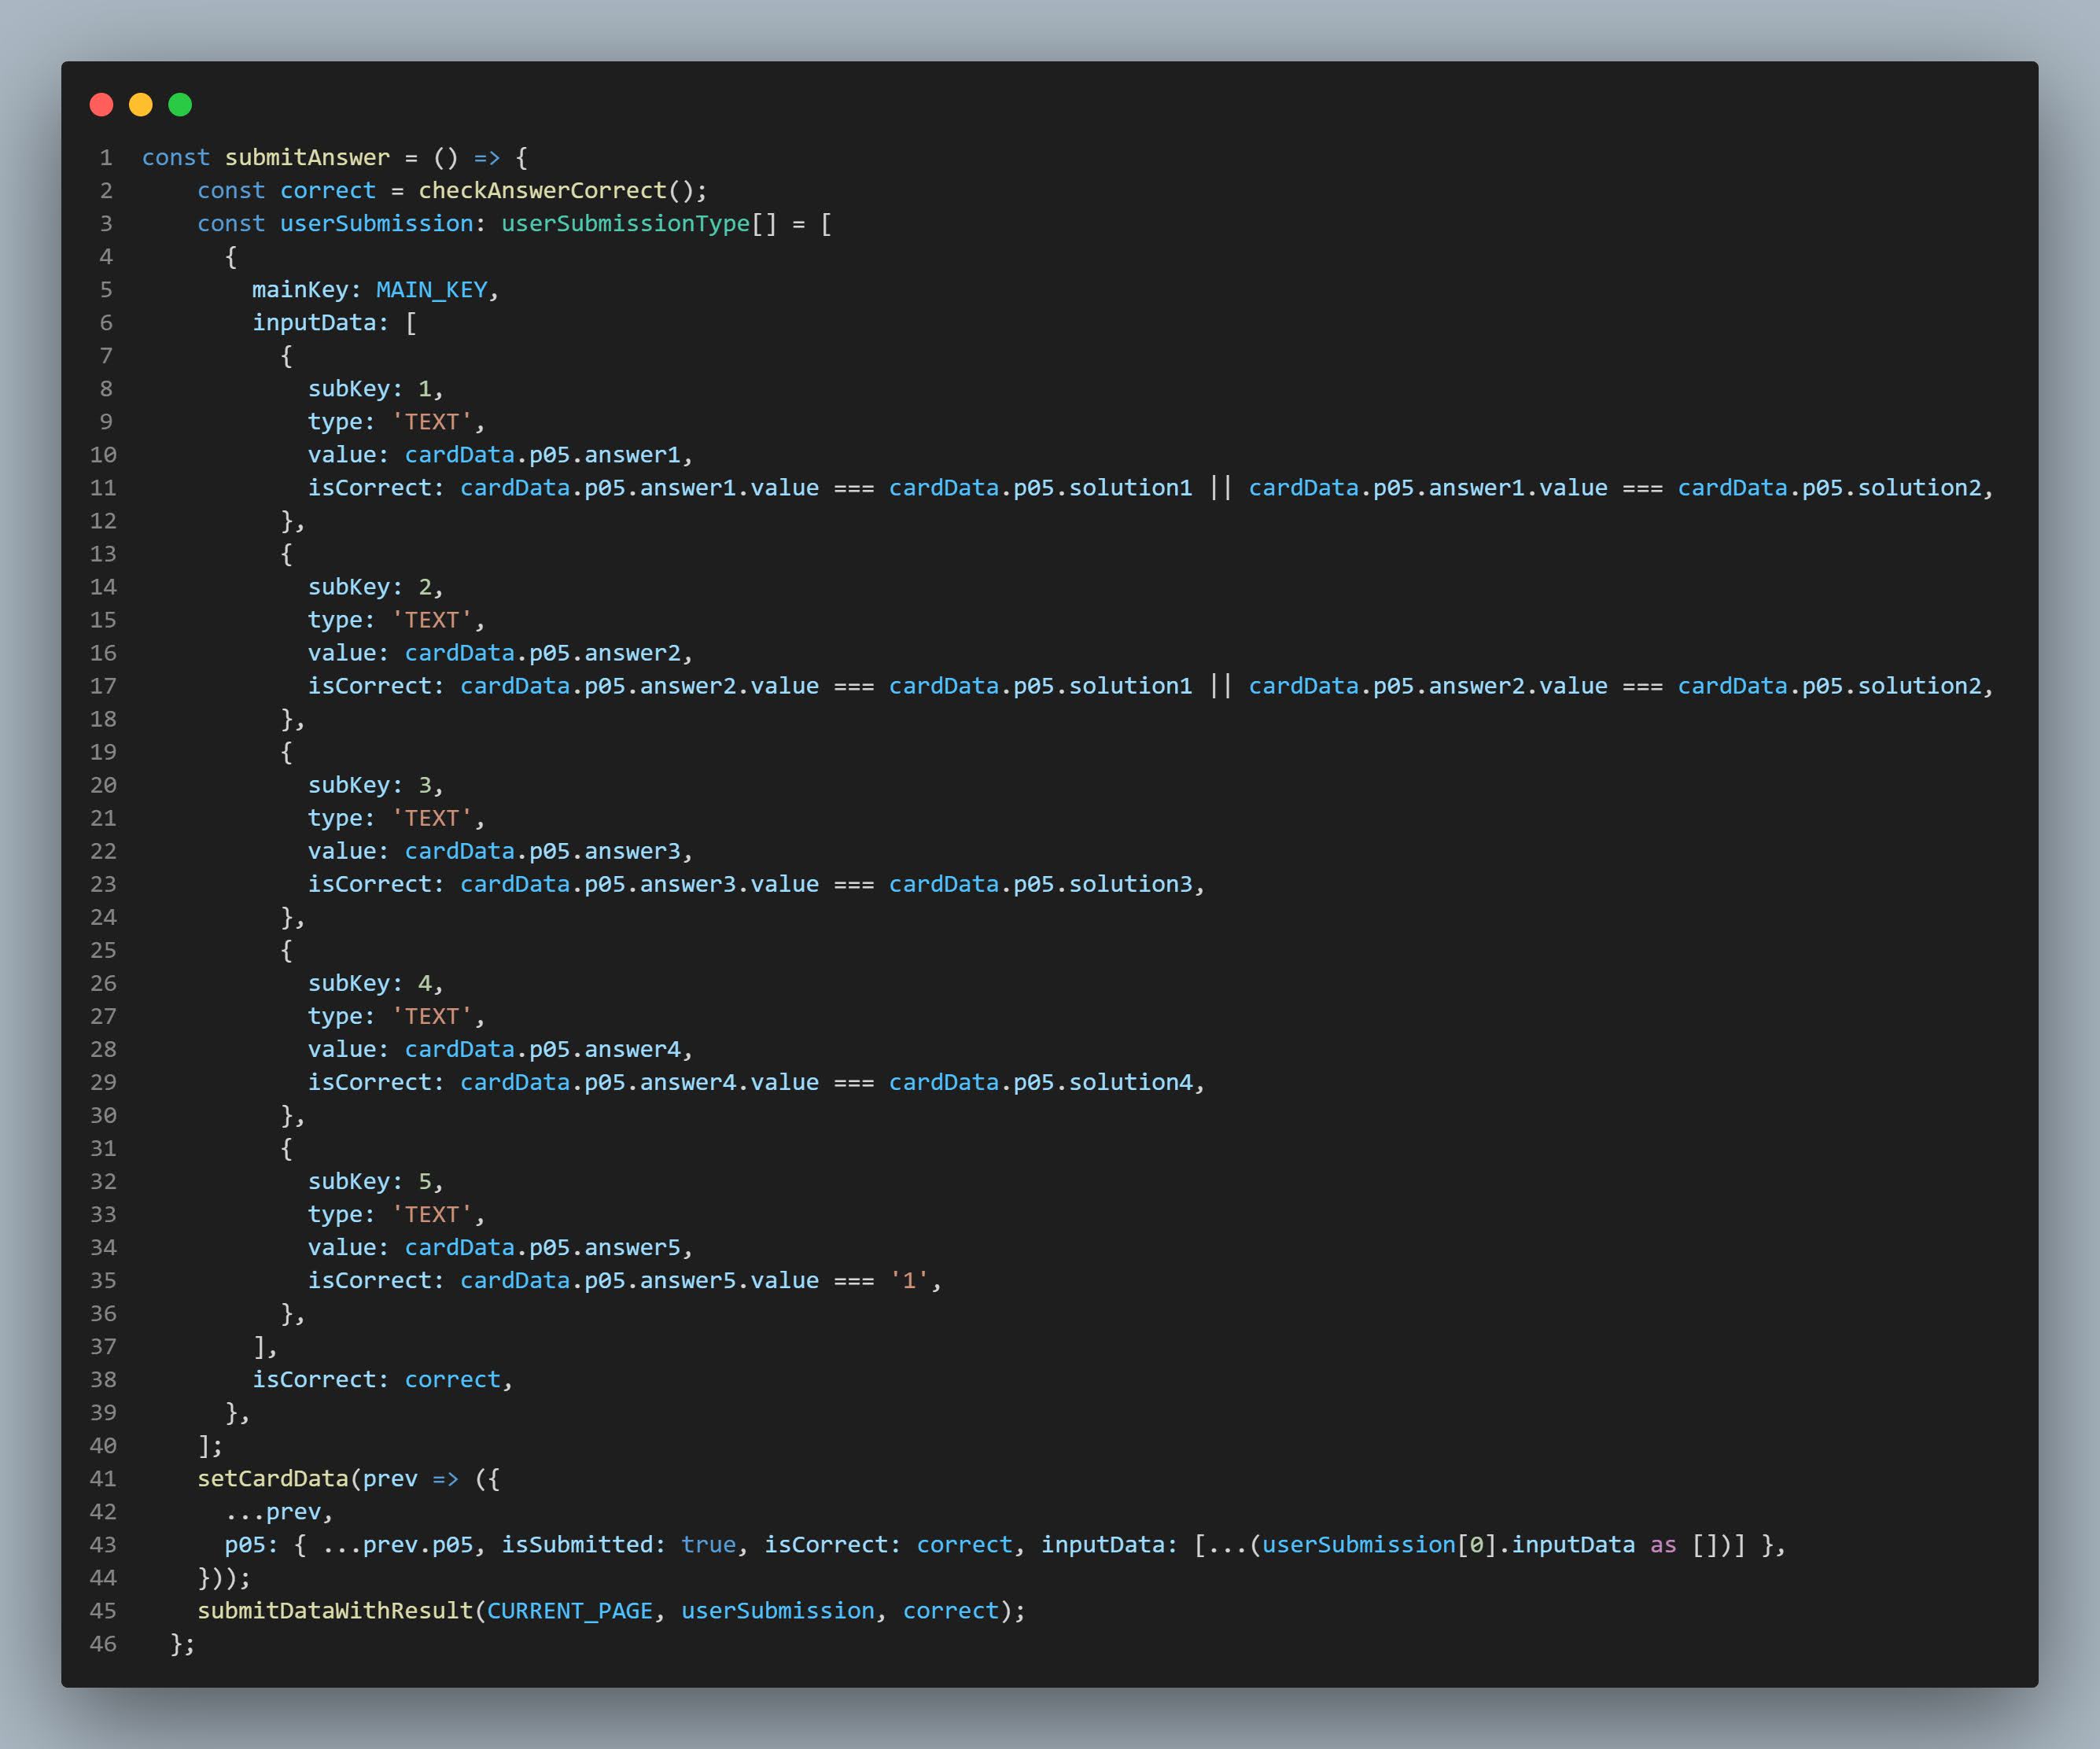 1 const submitAnswer = () => {
2 const correct = checkAnswerCorrect();
3 const userSubmission: userSubmissionType[] = [
4 {
5 mainKey: MAIN_KEY,
6 inputData: [
7 {
8 subKey: 1,
9 type: 'TEXT',
10 value: cardData.p05.answer1,
11 isCorrect: cardData.p05.answer1.value === cardData.p05.solution1 || cardData.p05.answer1.value === cardData.p05.solution2,
12 },
13 {
14 subKey: 2,
15 type: 'TEXT',
16 value: cardData.p05.answer2,
17 isCorrect: cardData.p05.answer2.value === cardData.p05.solution1 || cardData.p05.answer2.value === cardData.p05.solution2,
18 },
19 {
20 subKey: 3,
21 type: 'TEXT',
22 value: cardData.p05.answer3,
23 isCorrect: cardData.p05.answer3.value === cardData.p05.solution3,
24 },
25 {
26 subKey: 4,
27 type: 'TEXT',
28 value: cardData.p05.answer4,
29 isCorrect: cardData.p05.answer4.value === cardData.p05.solution4,
30 },
31 {
32 subKey: 5,
33 type: 'TEXT',
34 value: cardData.p05.answer5,
35 isCorrect: cardData.p05.answer5.value === '1',
36 },
37 ],
38 isCorrect: correct,
39 },
40 ];
41 setCardData(prev => ({
42 ...prev,
43 p05: { ...prev.p05, isSubmitted: true, isCorrect: correct, inputData: [...(userSubmission[0].inputData as [])] },
44 }));
45 submitDataWithResult(CURRENT_PAGE, userSubmission, correct);
46 };